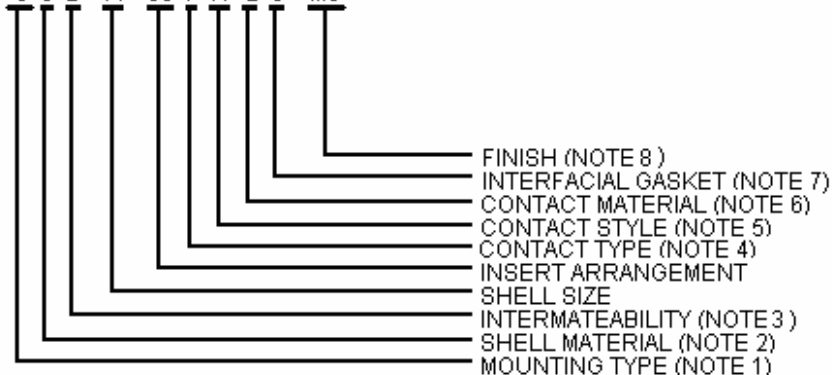 FINISH (NOTE 8 )
INTERFACIAL GASKET (NOTE 7)
CONTACT MATERIAL (NOTE 6)
CONTACT STYLE (NOTE 5)
CONTACT TYPE (NOTE 4)
INSERT ARRANGEMENT
SHELL SIZE
INTERMATEABILITY (NOTE 3 )
SHELL MATERIAL (NOTE 2)
MOUNTING TYPE (NOTE 1)